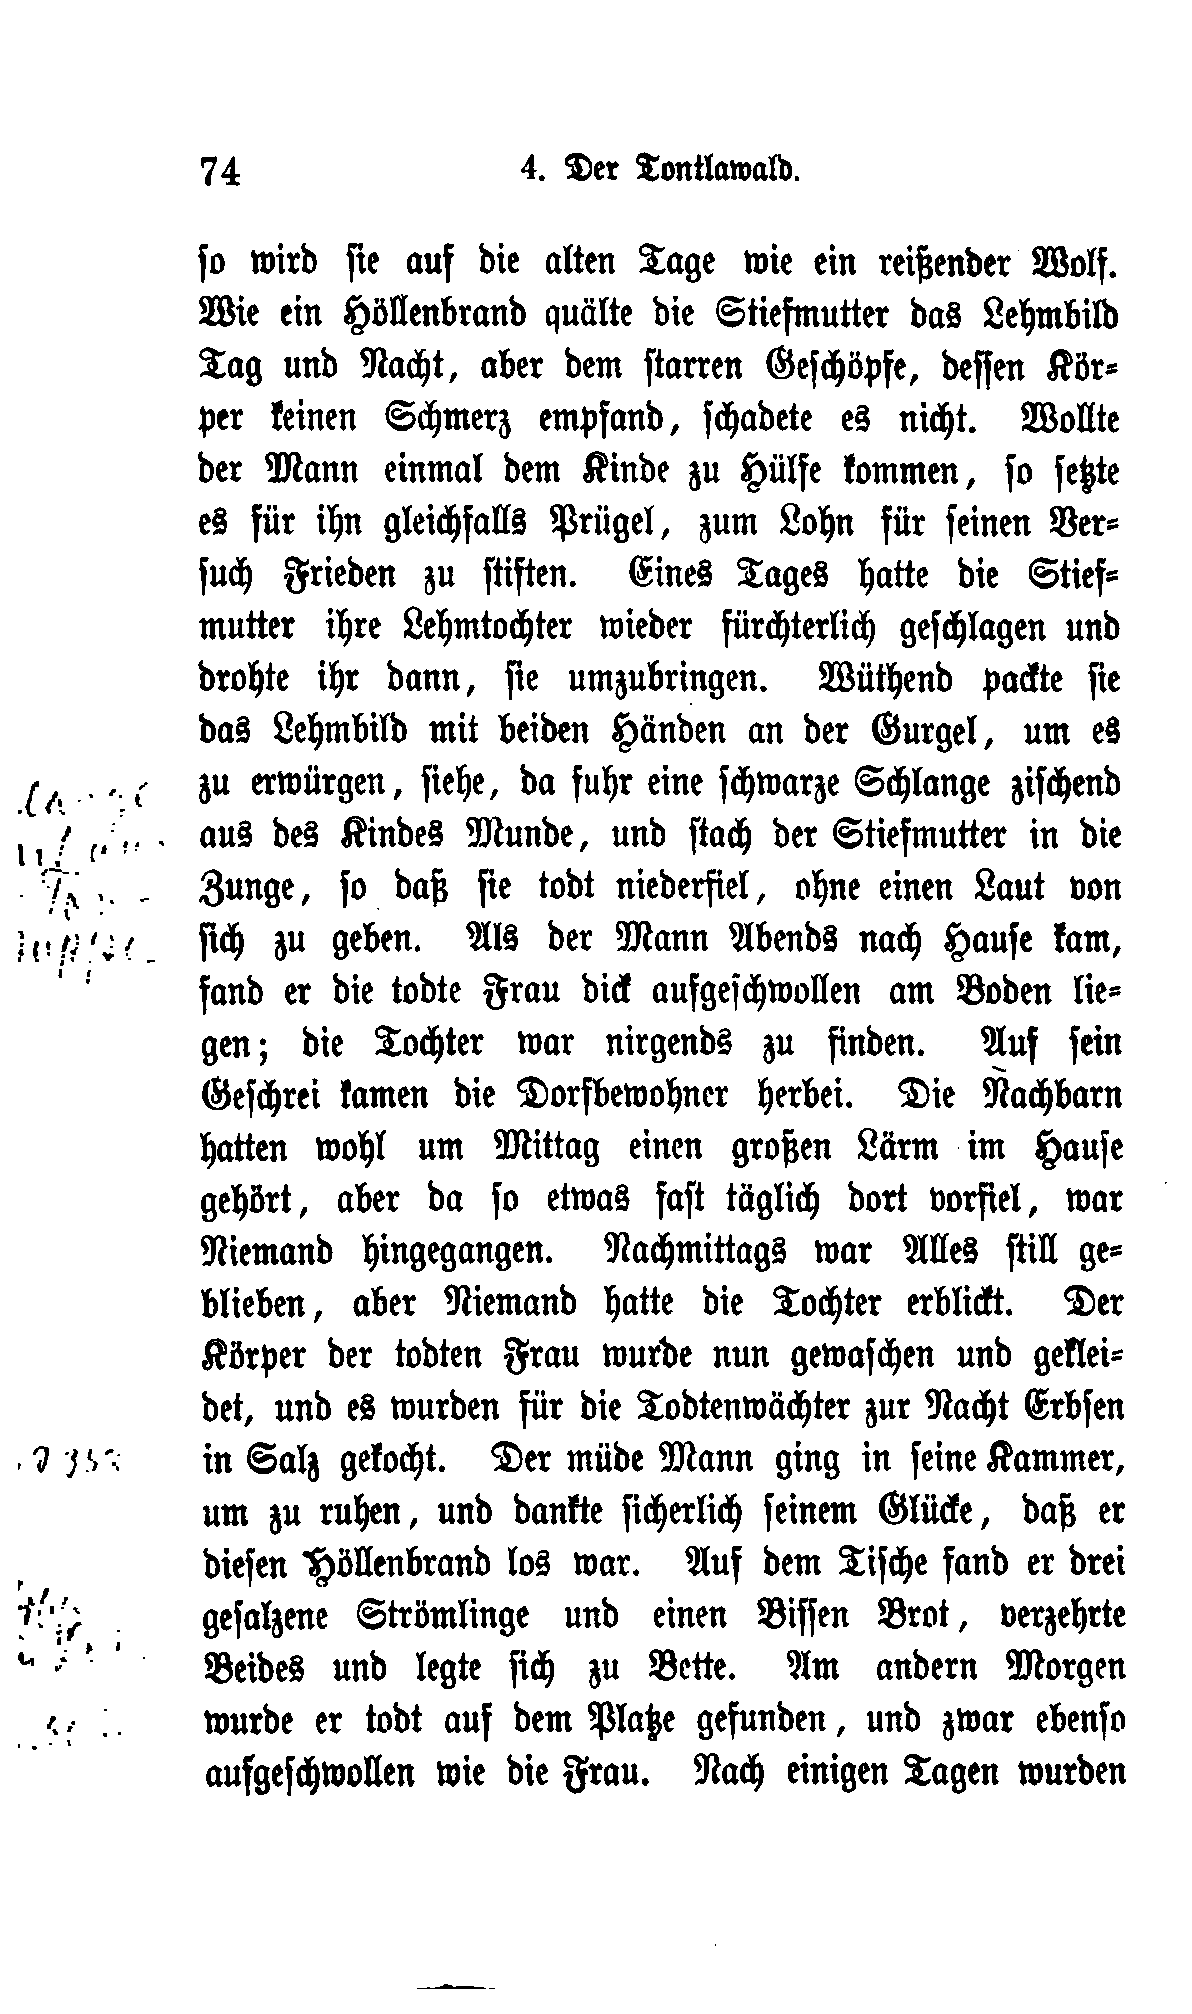 74 4. Der Tontlawald.
so wird sie auf die alten Tage wie ein reißender Wolf.
Wie ein Höllenbrand quälte die Stiefmutter das Lehmbild
Tag und Nacht, aber dem starren Geschöpfe, dessen Kör-
per keinen Schmerz empfand, schadete es nicht. Wollte
der Mann einmal dem Kinde zu Hülfe kommen, so setzte
es für ihn gleichfalls Prügel, zum Lohn für seinen Ver-
such Frieden zu stiften. Eines Tages hatte die Stief-
mutter ihre Lehmtochter wieder fürchterlich geschlagen und
drohte ihr dann, sie umzubringen. Wüthend packte sie
das Lehmbild mit beiden Händen an der Gurgel, um es
zu erwürgen, siehe, da fuhr eine schwarze Schlange zischend
aus des Kindes Munde, und stach der Stiefmutter in die
Zunge, so daß sie todt niederfiel, ohne einen Laut von
sich zu geben. Als der Mann Abends nach Hause kam,
fand er die todte Frau dick aufgeschwollen am Boden lie-
gen; die Tochter war nirgends zu finden. Auf sein
Geschrei kamen die Dorfbewohner herbei. Die Nachbarn
hatten wohl um Mittag einen großen Lärm im Hause
gehört, aber da so etwas fast täglich dort vorfiel, war
Niemand hingegangen. Nachmittags war Alles still ge-
blieben, aber Niemand hatte die Tochter erblickt. Der
Körper der todten Frau wurde nun gewaschen und geklei-
det, und es wurden für die Todtenwächter zur Nacht Erbsen
in Salz gekocht. Der müde Mann ging in seine Kammer,
um zu ruhen, und dankte sicherlich seinem Glücke, daß er
diesen Höllenbrand los war. Auf dem Tische fand er drei
gesalzene Strömlinge und einen Bissen Brot, verzehrte
Beides und legte sich zu Bette. Am andern Morgen
wurde er todt auf dem Platze gefunden, und zwar ebenso
aufgeschwollen wie die Frau. Nach einigen Tagen wurden